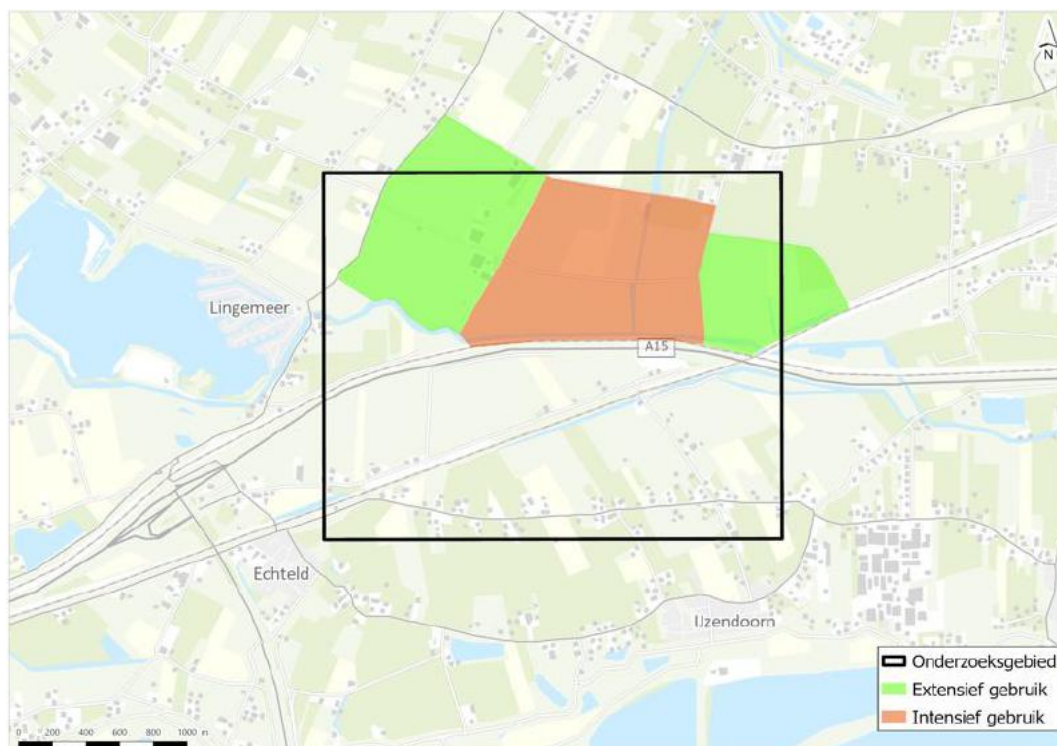 N
Lingemeer
A15
Echteld
IJzendoorn
Onderzoeksgebied
Extensief gebruik
Intensief gebruik
0 200 400 600 800 1000 m